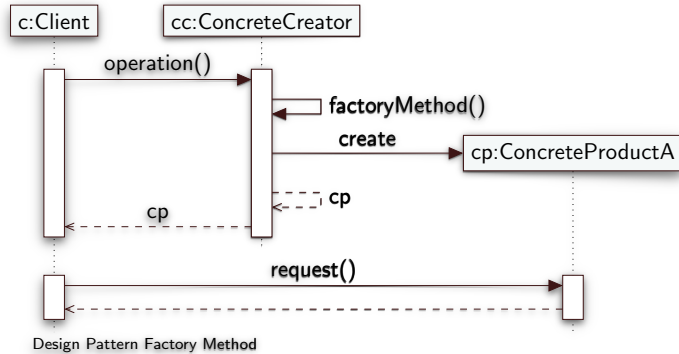 c:Client
cc:ConcreteCreator
operation()
factoryMethod()
create
cp:ConcreteProductA
cp
cp
request()
Design Pattern Factory Method